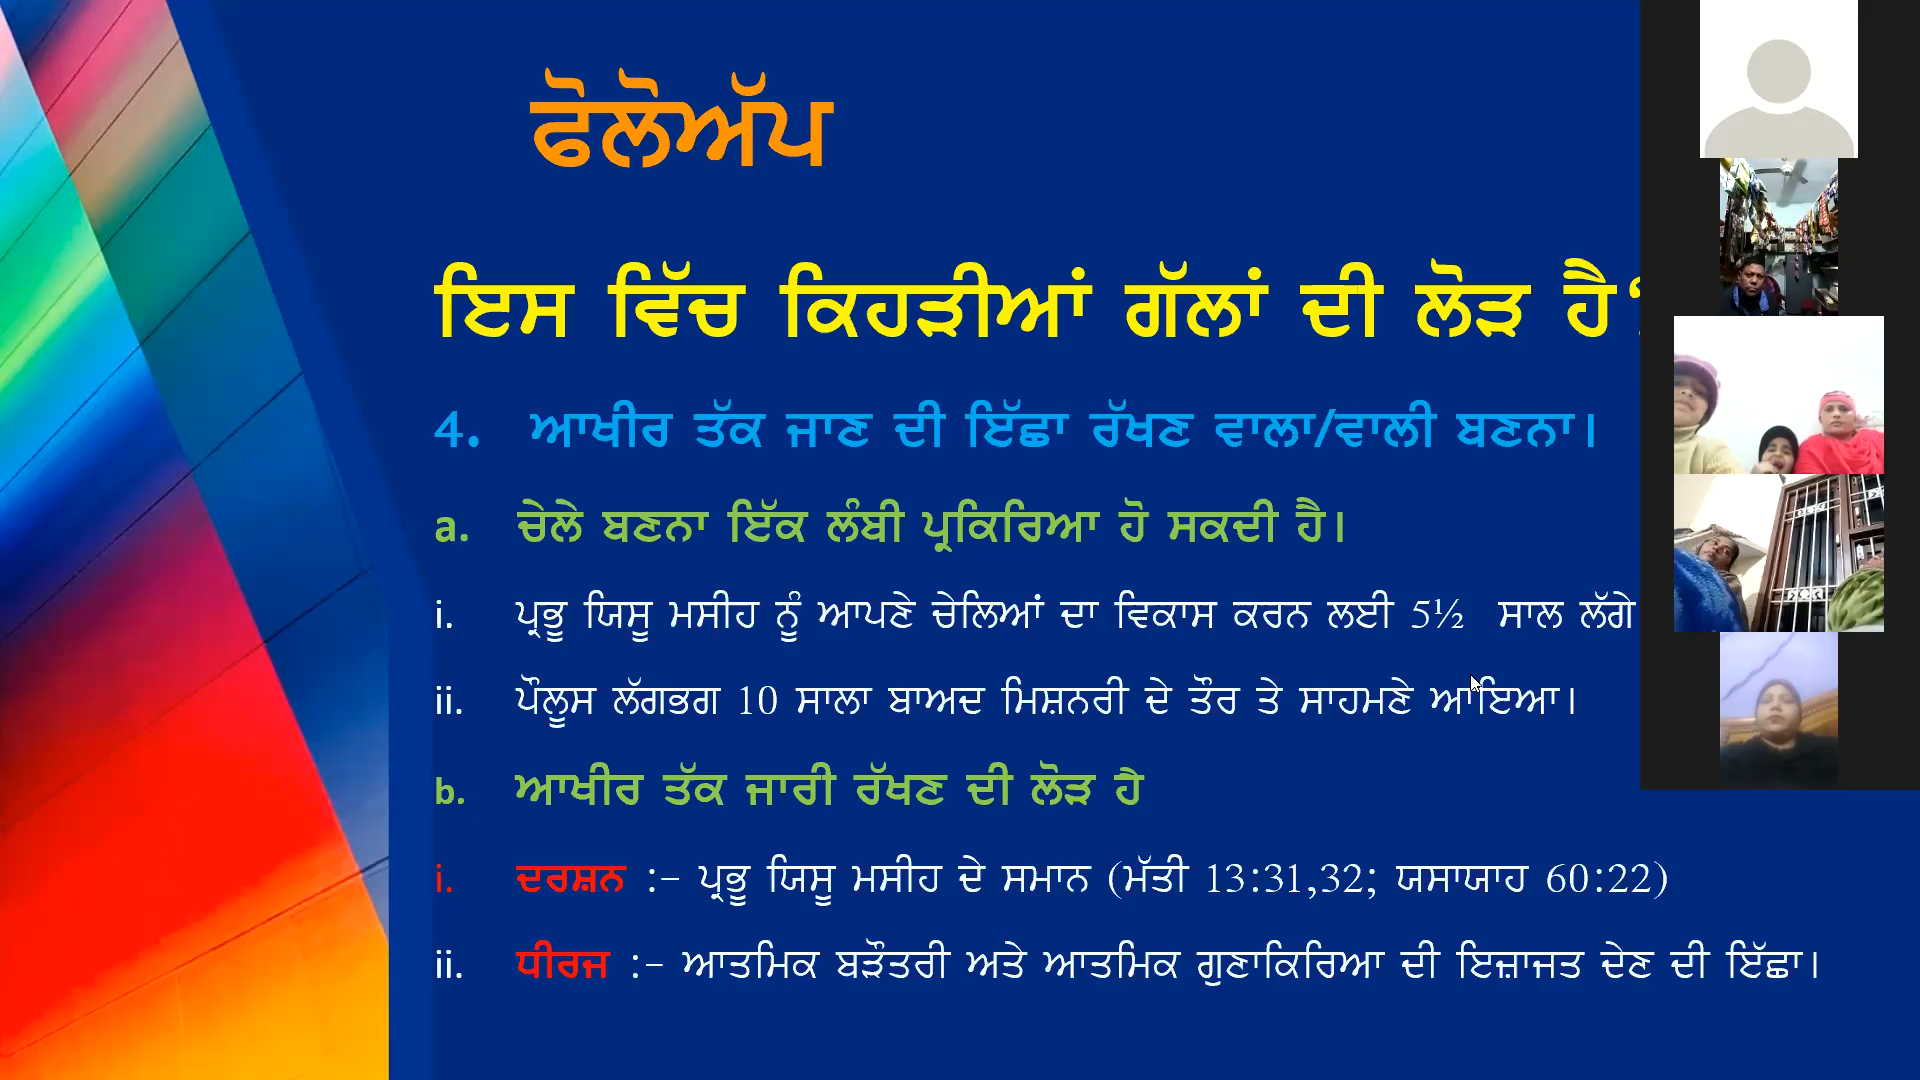 ਫੋਲੋਅੱਪ
ਇਸ ਵਿੱਚ ਕਿਹੜੀਆਂ ਗੱਲਾਂ ਦੀ ਲੋੜ ਹੈ?
4. ਆਖੀਰ ਤੱਕ ਜਾਣ ਦੀ ਇੱਛਾ ਰੱਖਣ ਵਾਲਾ/ਵਾਲੀ ਬਣਨਾ।
a. ਚੇਲੇ ਬਣਨਾ ਇੱਕ ਲੰਬੀ ਪ੍ਰਕਿਰਿਆ ਹੋ ਸਕਦੀ ਹੈ।
i. ਪ੍ਰਭੂ ਯਿਸੂ ਮਸੀਹ ਨੂੰ ਆਪਣੇ ਚੇਲਿਆਂ ਦਾ ਵਿਕਾਸ ਕਰਨ ਲਈ 5½ ਸਾਲ ਲੱਗੇ
ii. ਪੌਲੂਸ ਲੱਗਭਗ 10 ਸਾਲਾ ਬਾਅਦ ਮਿਸ਼ਨਰੀ ਦੇ ਤੌਰ ਤੇ ਸਾਹਮਣੇ ਆਇਆ।
b. ਆਖੀਰ ਤੱਕ ਜਾਰੀ ਰੱਖਣ ਦੀ ਲੋੜ ਹੈ
i. ਦਰਸ਼ਨ :- ਪ੍ਰਭੂ ਯਿਸੂ ਮਸੀਹ ਦੇ ਸਮਾਨ (ਮੱਤੀ 13:31,32; ਯਸਾਯਾਹ 60:22)
ii. ਧੀਰਜ :- ਆਤਮਿਕ ਬੜੌਤਰੀ ਅਤੇ ਆਤਮਿਕ ਗੁਣਾਕਿਰਿਆ ਦੀ ਇਜ਼ਾਜਤ ਦੇਣ ਦੀ ਇੱਛਾ।